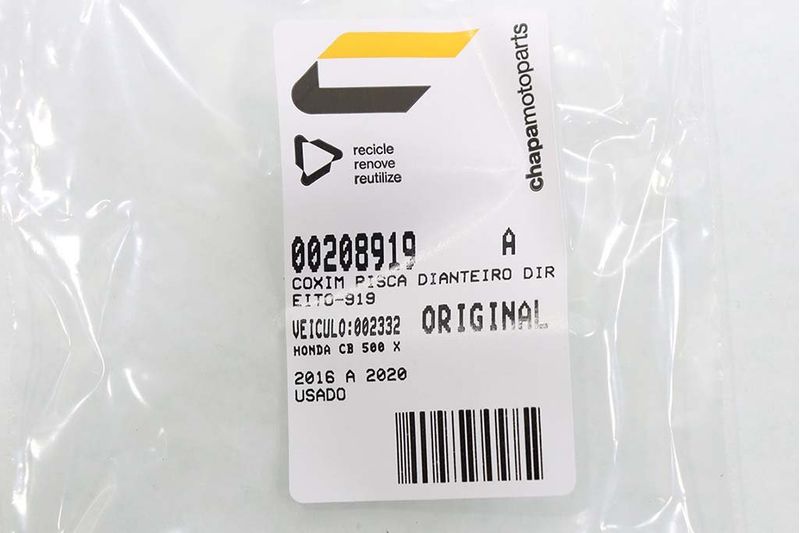 chapamotoparts
recicle
renove
reutilize
00208919 A
COXIM PISCA DIANTEIRO DIR
EITO-919
VEICULO:002332 ORIGINAL
HONDA CB 500 X
2016 A 2020
USADO